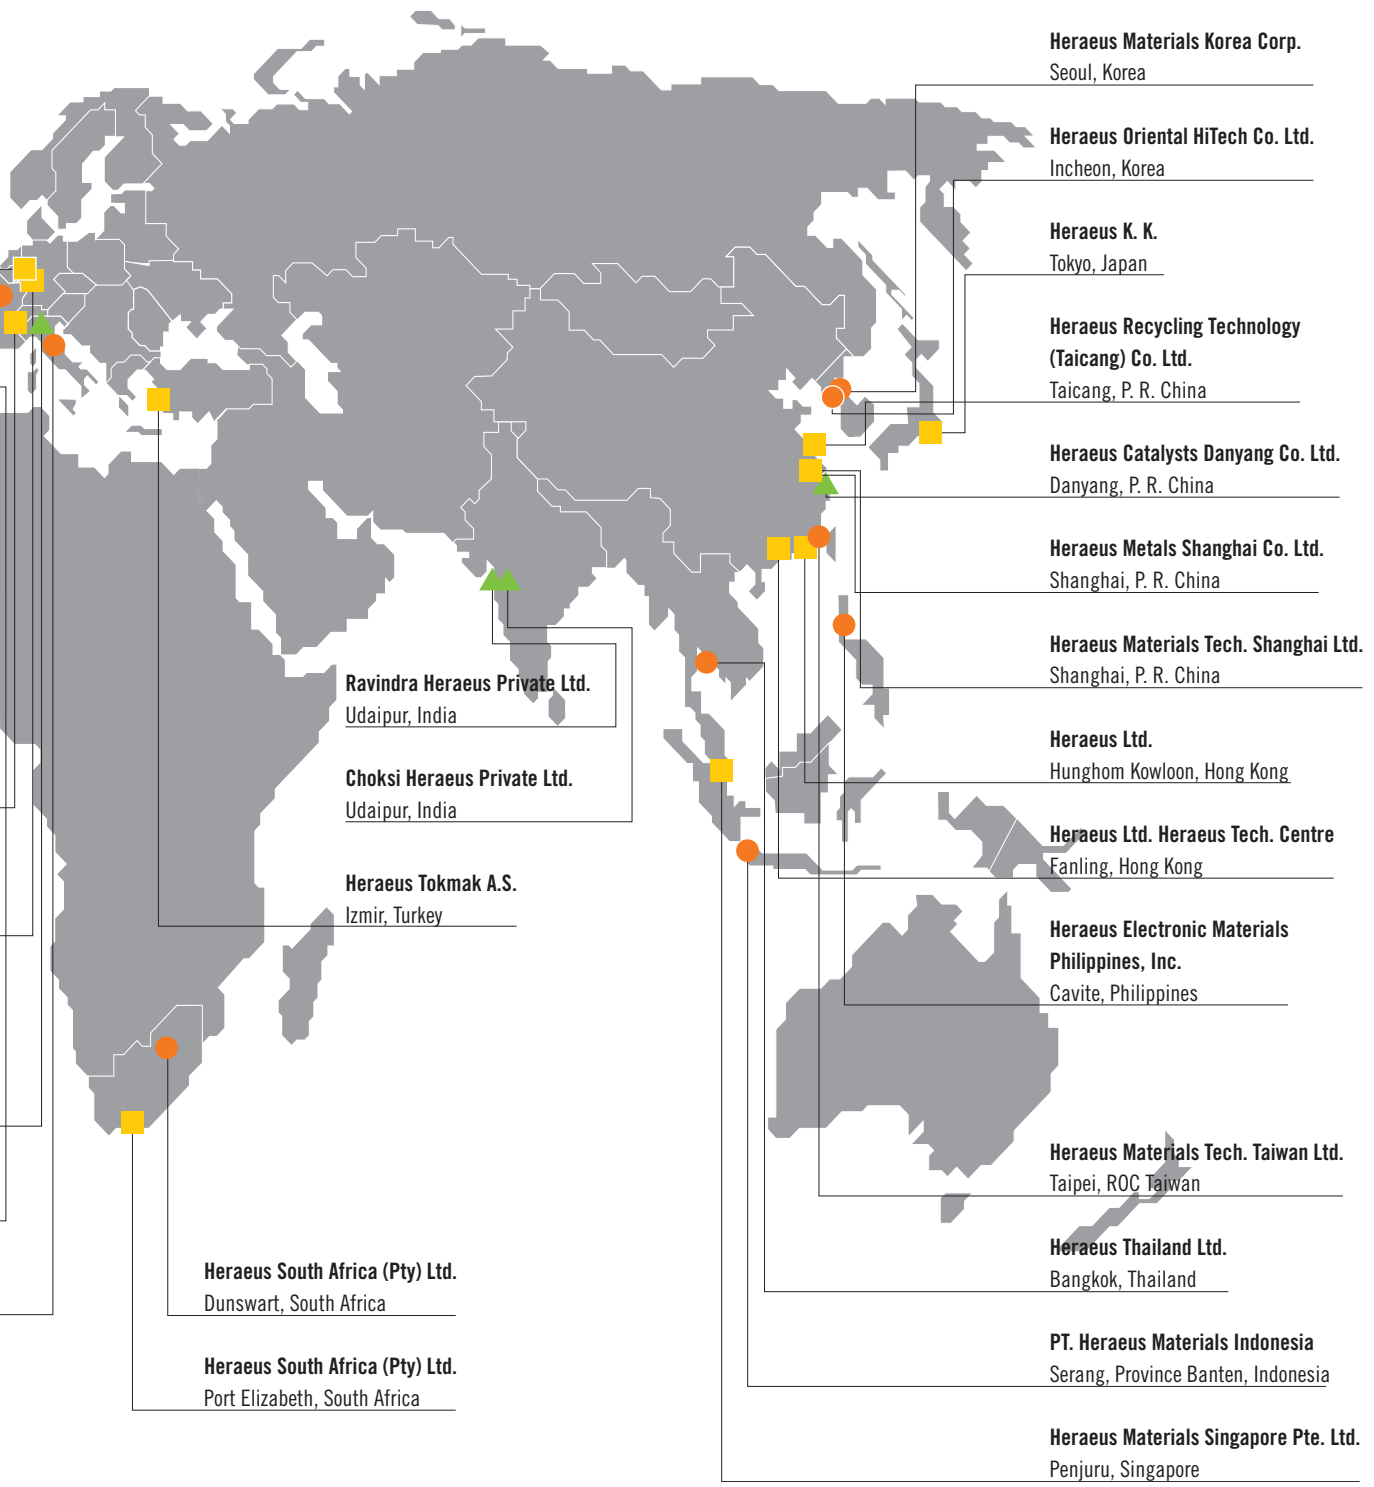 Heraeus Materials Korea Corp.
Seoul, Korea
Heraeus Oriental HiTech Co. Ltd.
Incheon, Korea
Heraeus K. K.
Tokyo, Japan
Heraeus Recycling Technology
(Taicang) Co. Ltd.
Taicang, P. R. China
Heraeus Catalysts Danyang Co. Ltd.
Danyang, P. R. China
Heraeus Metals Shanghai Co. Ltd.
Shanghai, P. R. China
Heraeus Materials Tech. Shanghai Ltd.
Shanghai, P. R. China
Ravindra Heraeus Private Ltd.
Udaipur, India
Heraeus Ltd.
Hunghom Kowloon, Hong Kong
Choksi Heraeus Private Ltd.
Udaipur, India
Heraeus Ltd. Heraeus Tech. Centre
Fanling, Hong Kong
Heraeus Tokmak A.S.
Izmir, Turkey
Heraeus Electronic Materials
Philippines, Inc.
Cavite, Philippines
Heraeus Materials Tech. Taiwan Ltd.
Taipei, ROC Taiwan
Heraeus Thailand Ltd.
Bangkok, Thailand
Heraeus South Africa (Pty) Ltd.
Dunswart, South Africa
PT. Heraeus Materials Indonesia
Serang, Province Banten, Indonesia
Heraeus South Africa (Pty) Ltd.
Port Elizabeth, South Africa
Heraeus Materials Singapore Pte. Ltd.
Penjuru, Singapore